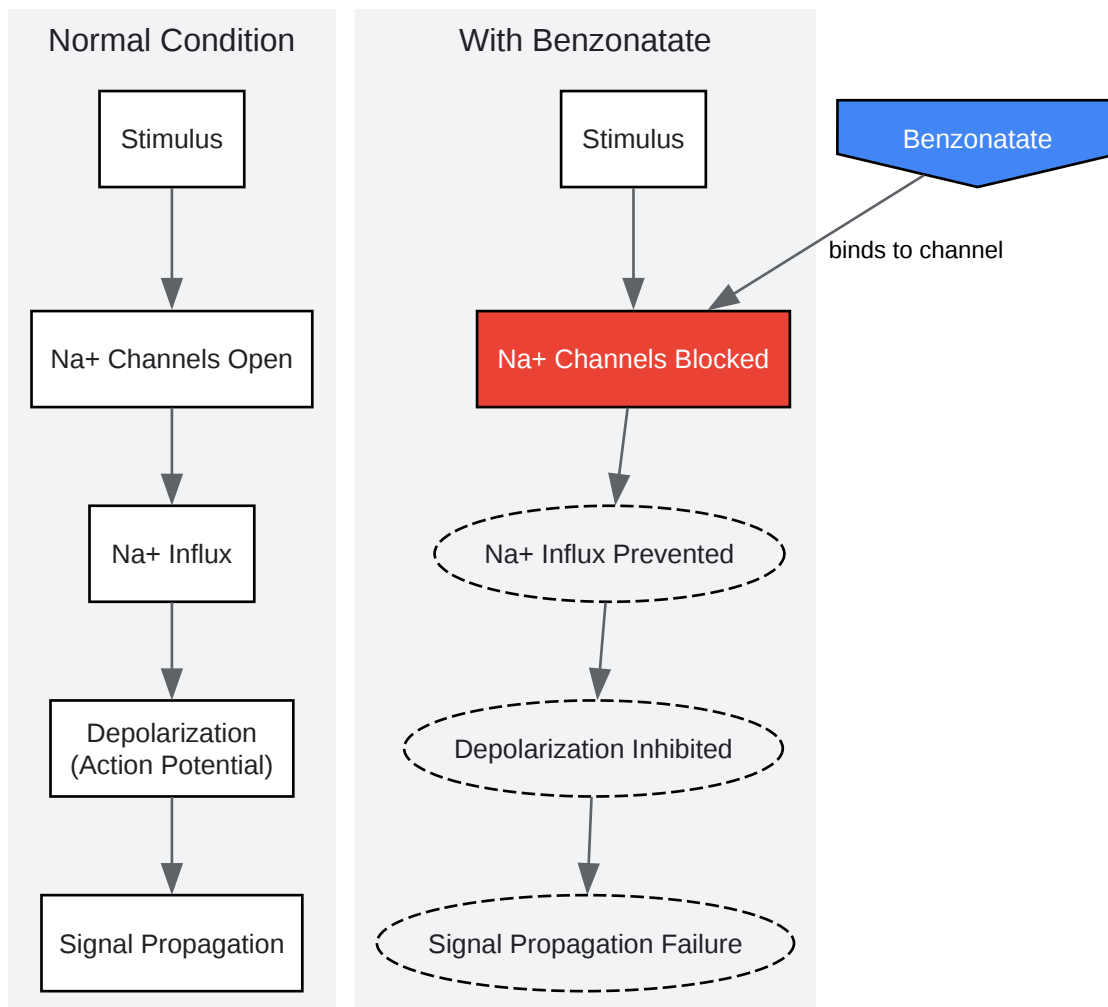 Normal Condition
Stimulus
Na+ Channels Open
Na+ Influx
Depolarization
(Action Potential)
Signal Propagation
With Benzonatate
Stimulus
Benzonatate
binds to channel
Na+ Channels Blocked
Na+ Influx Prevented
Depolarization Inhibited
Signal Propagation Failure